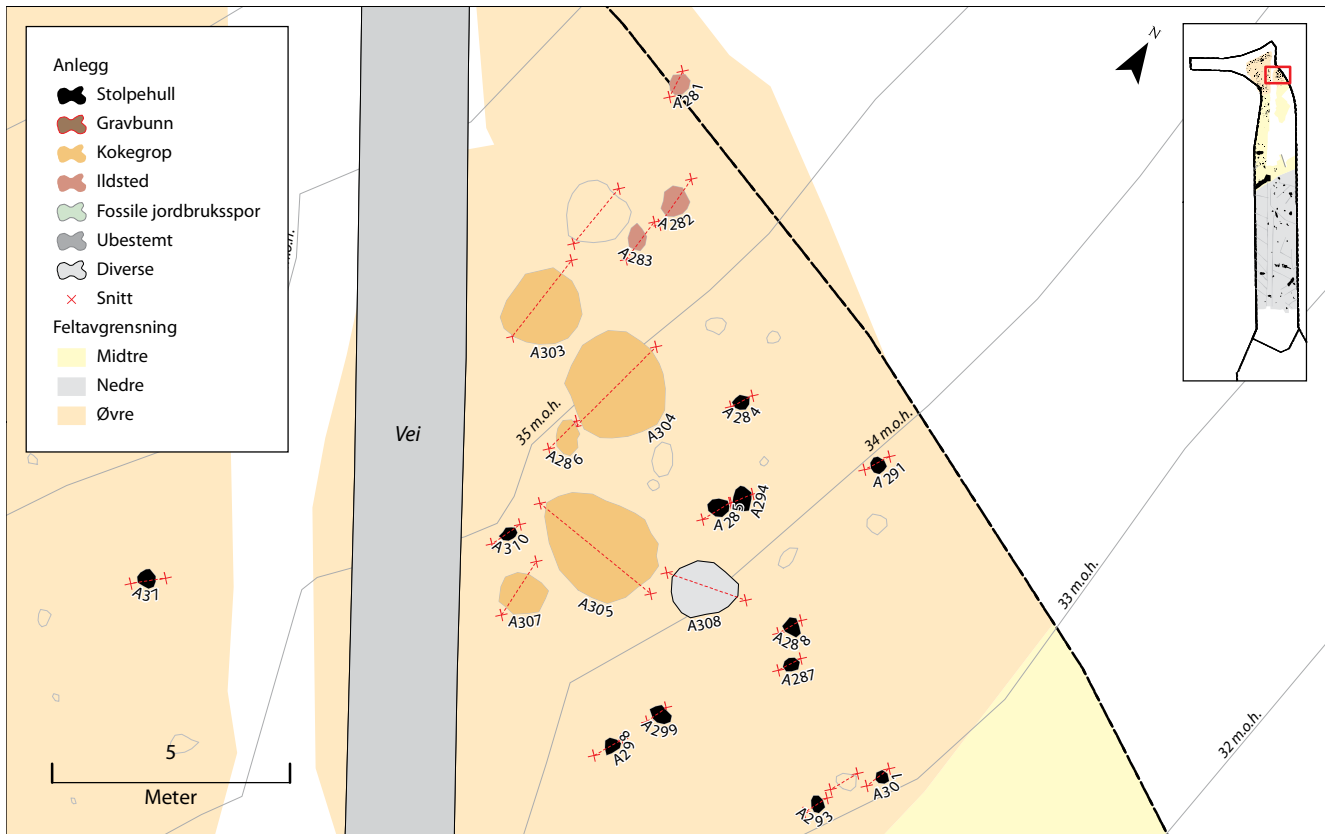 Anlegg
Stolpehull
Gravbunn
Kokegrop
Ildsted
Fossile jordbruksspor
Ubestemt
Diverse
Snitt
Feltavgrensning
Midtre
Nedre
Øvre
N
A281
A282
A283
A303
A304
A284
35 m.o.h.
34 m.o.h.
Vei
A286
A291
A285
A294
A310
A37
A305
A307
A308
33 m.o.h.
A288
A287
A299
A298
32 m.o.h.
A301
A293
5
Meter